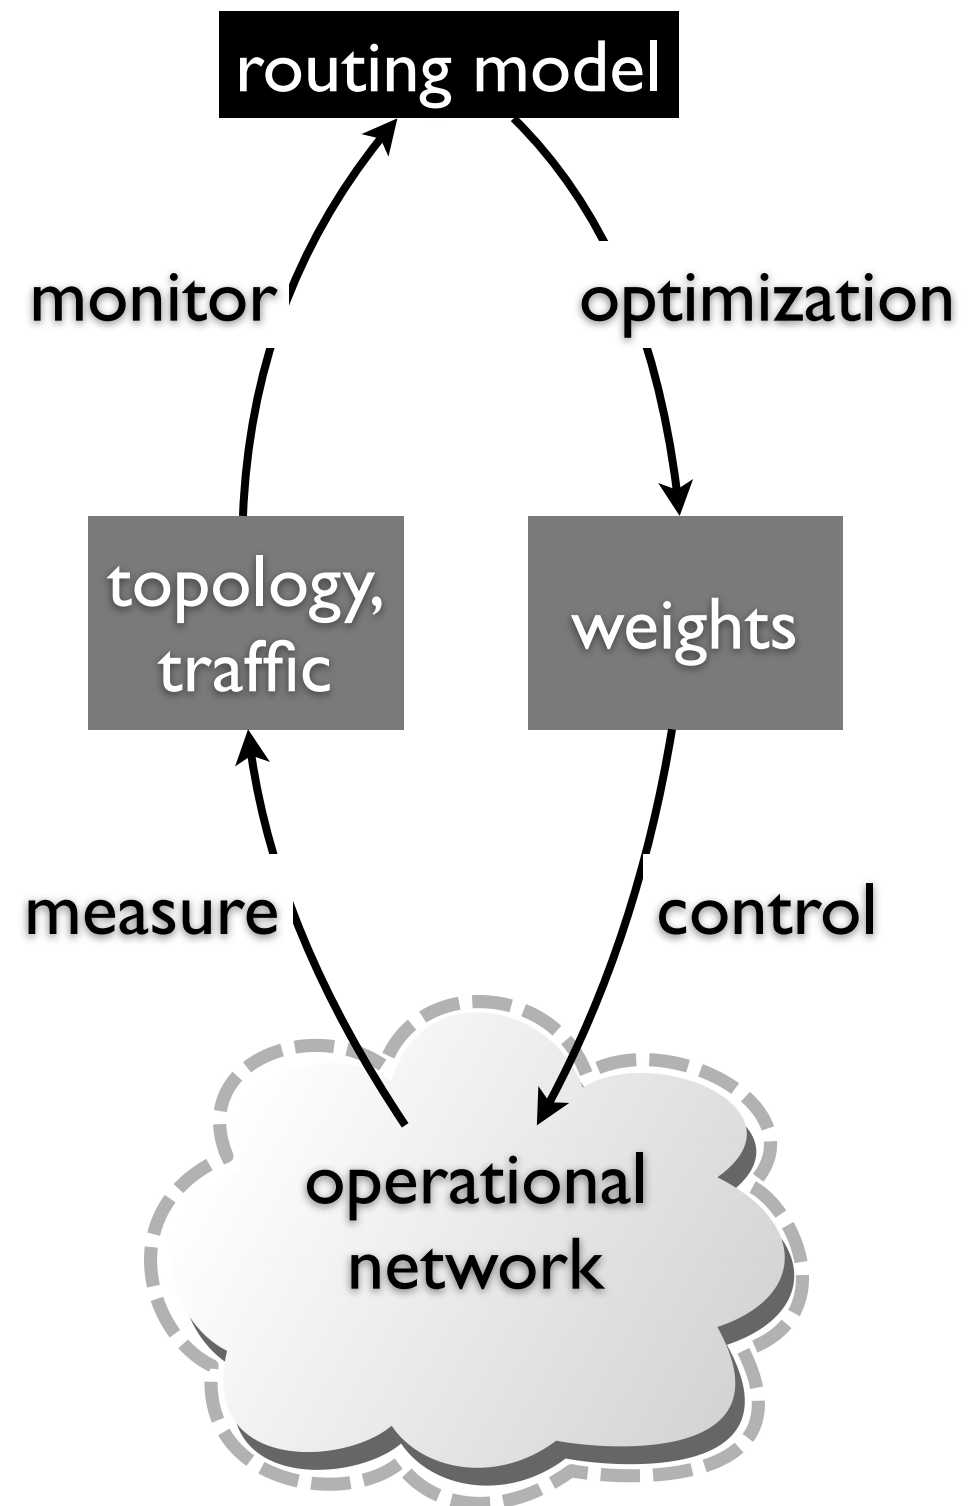 routing model
monitor
optimization
topology,
traffic
weights
measure
control
operational
network